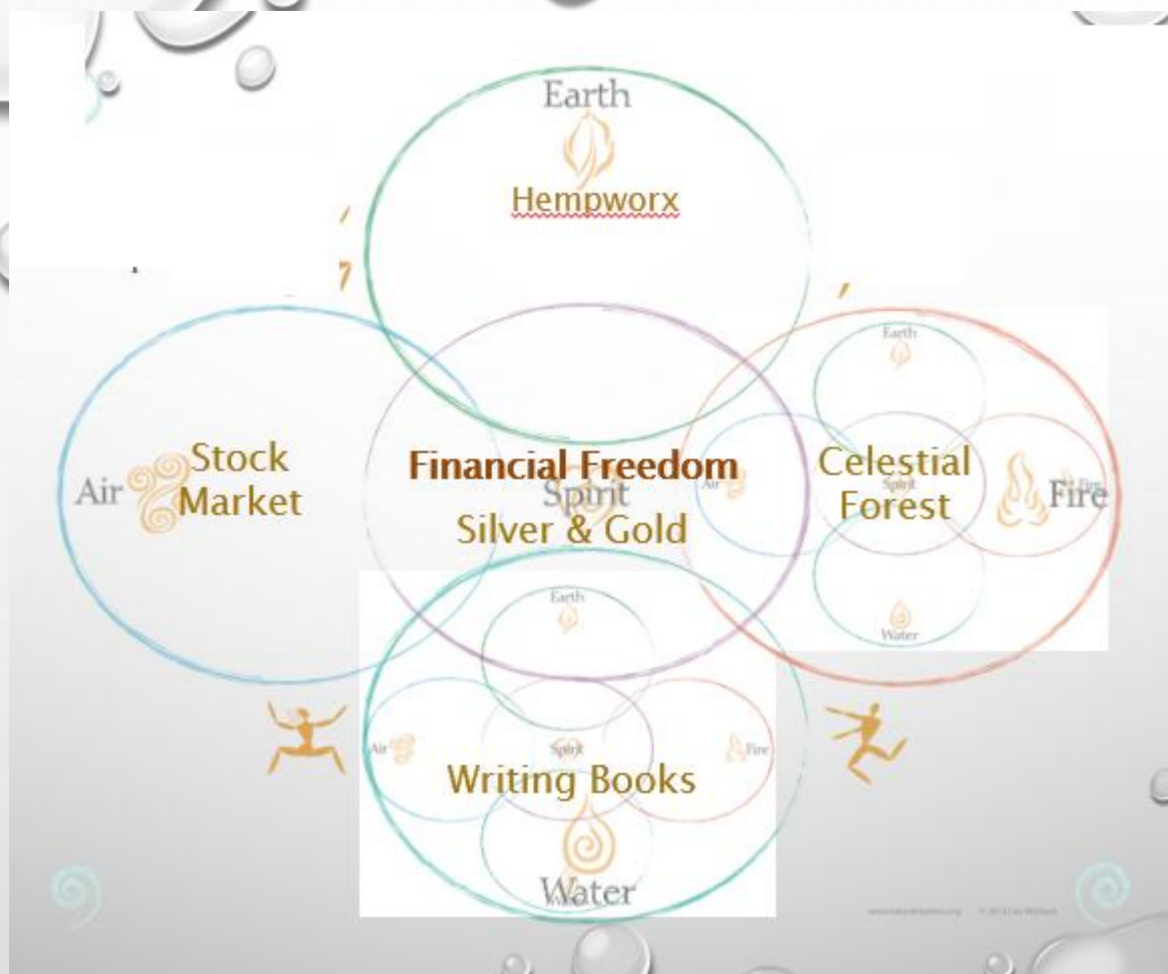 Earth
Hempworx
Earth
Stock
Market
Air
Financial Freedom
Spirit
Silver & Gold
Air
Celestial
Forest
Spirit
Fire
Fire
Water
Earth
Air
Spirit
Fire
Writing Books
Water